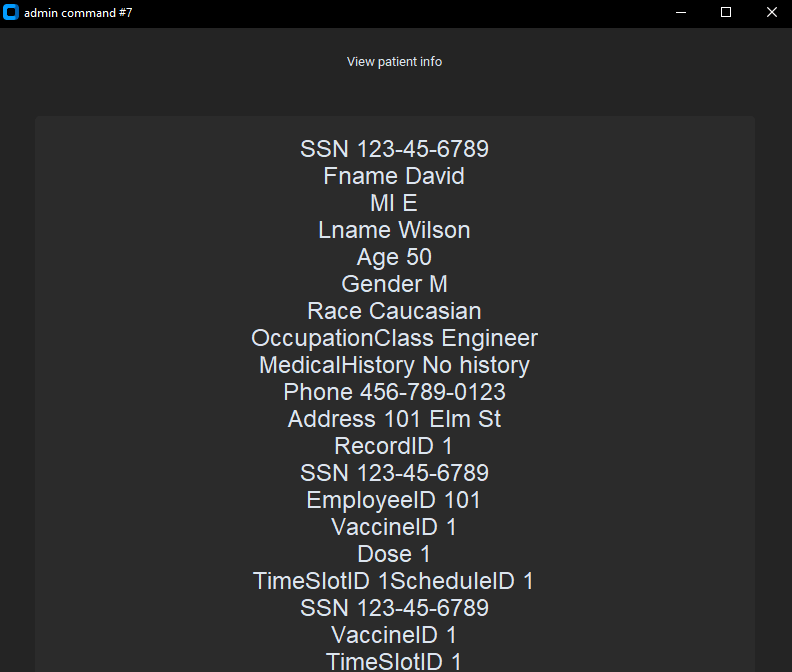 admin command #7
View patient info
SSN 123-45-6789
Fname David
MI E
Lname Wilson
Age 50
Gender M
Race Caucasian
OccupationClass Engineer
MedicalHistory No history
Phone 456-789-0123
Address 101 Elm St
RecordID 1
SSN 123-45-6789
EmployeeID 101
VaccineID 1
Dose 1
TimeSlotID 1ScheduleID 1
SSN 123-45-6789
VaccineID 1
TimeSlotID 1